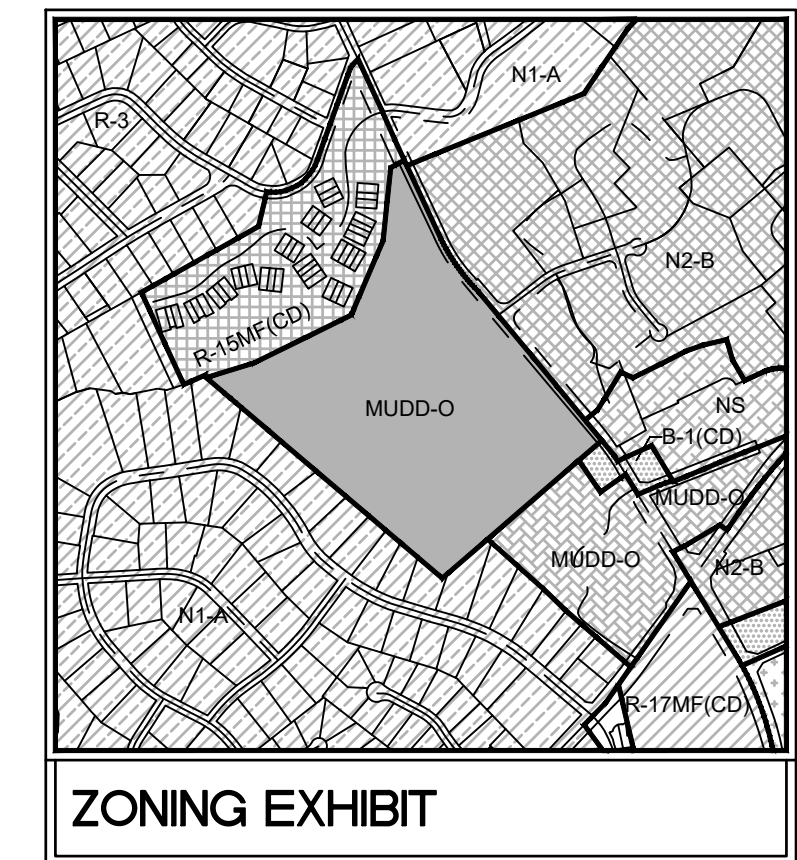 N1-A
R-3
N2-B
R-15MF(CD)
MUDD-O
NS
B-1(CD)
MUDD-O
MUDD-O
N2-B
N1-A
R-17MF(CD)
ZONING EXHIBIT